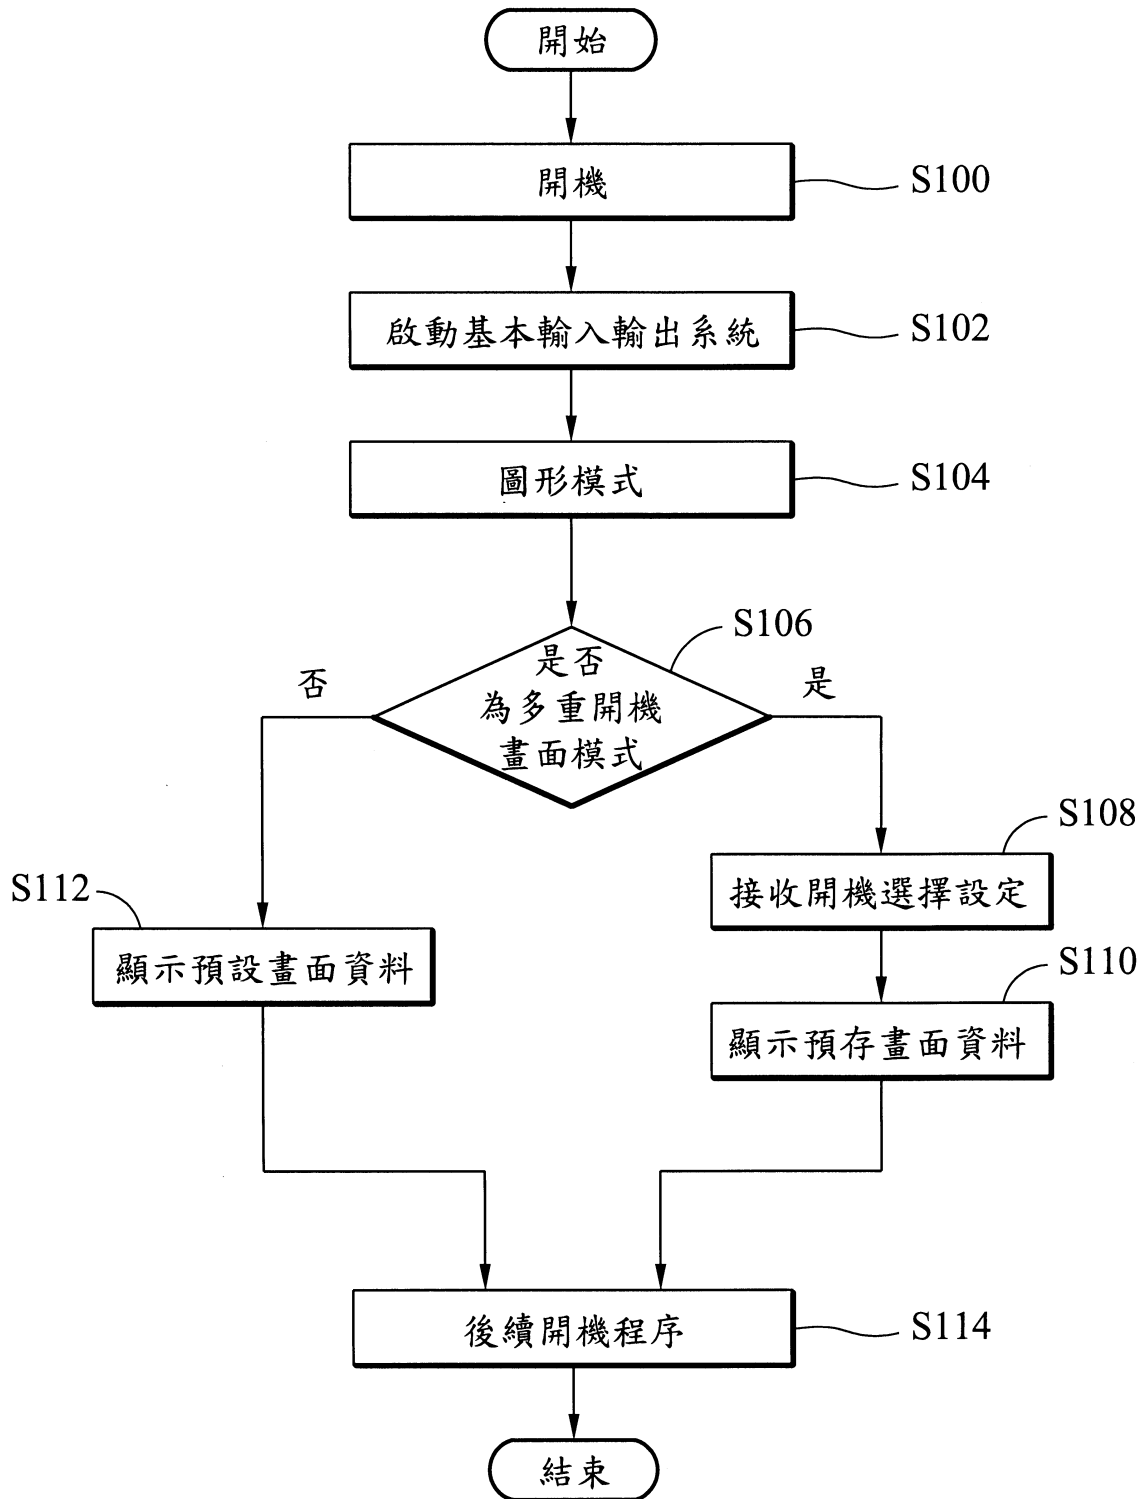 開始
開機
S100
啟動基本輸入輸出系統
S102
圖形模式
S104
S106
是否
為多重開機
畫面模式
否
是
S108
接收開機選擇設定
S112
顯示預設畫面資料
S110
顯示預存畫面資料
後續開機程序
S114
結束